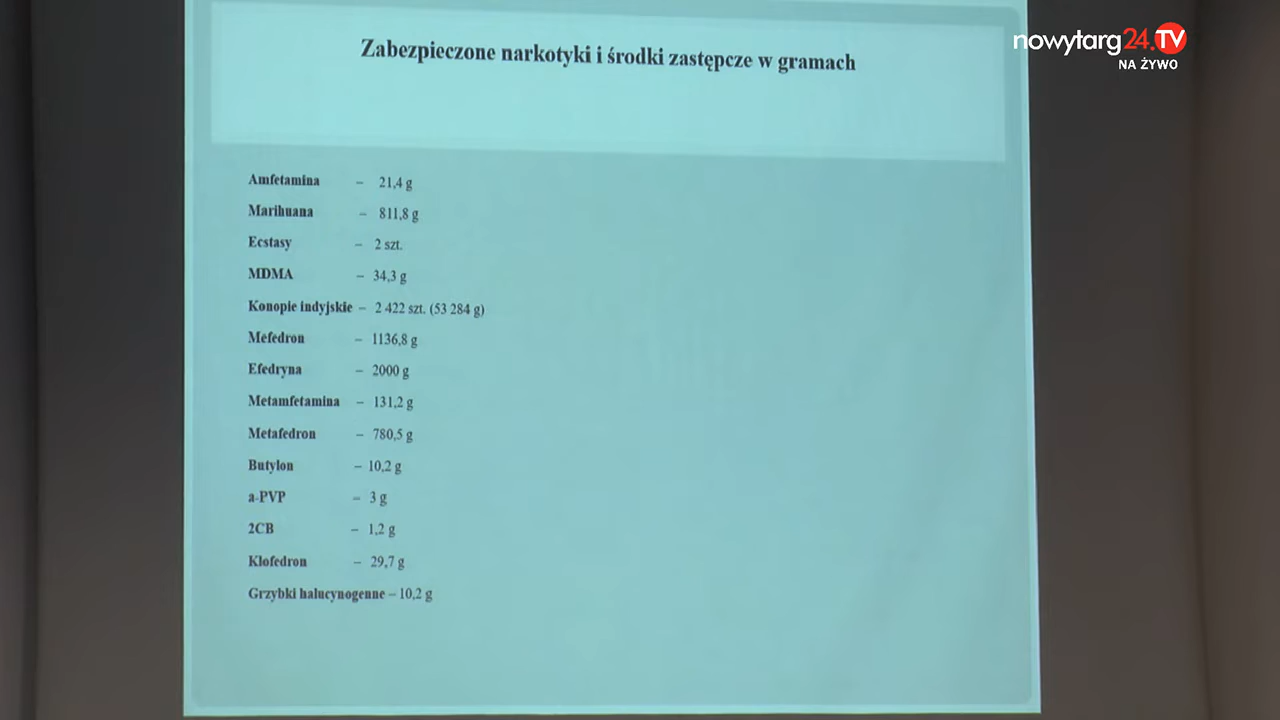 nowytarg24.TV
NA ŻYWO
Zabezpieczone narkotyki i środki zastępcze w gramach
Amfetamina – 21,4 g
Marihuana – 811,8 g
Ecstasy – 2 szt.
MDMA – 34,3 g
Konopie indyjskie – 2 422 szt. (53 284 g)
Mefedron – 1136,8 g
Efedryna – 2000 g
Metamfetamina – 131,2 g
Metafedron – 780,5 g
Butylon – 10,2 g
a-PVP – 3 g
2CB – 1,2 g
Klofedron – 29,7 g
Grzybki halucynogenne – 10,2 g